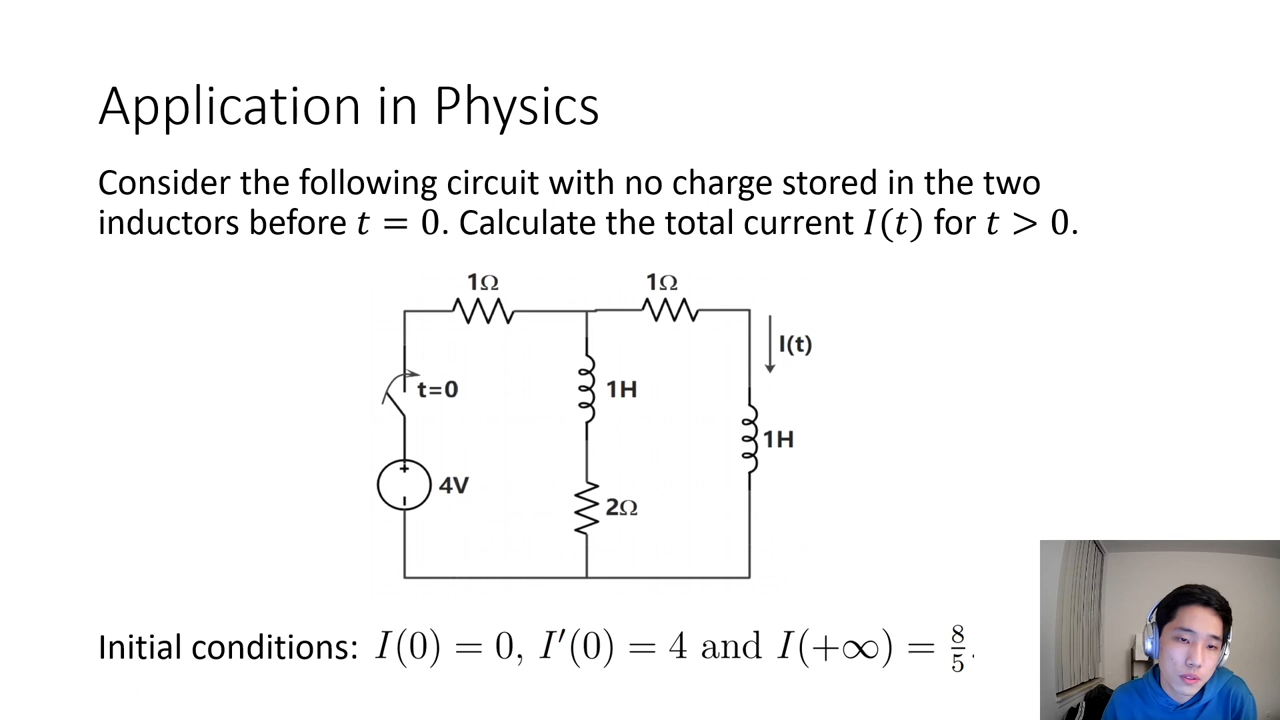 Application in Physics
Consider the following circuit with no charge stored in the two
inductors before t = 0. Calculate the total current I(t) for t > 0.
1Ω
1Ω
I(t)
t=0
1H
1H
+
4V
2Ω
Initial conditions: I(0) = 0, I′(0) = 4 and I(+∞) = 8/5.